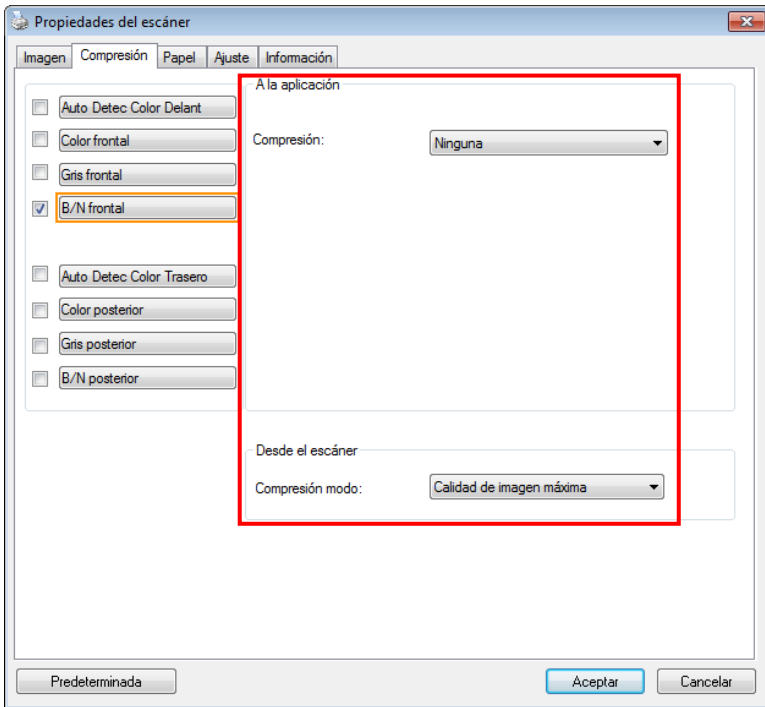 Propiedades del escáner
Imagen Compresión Papel Ajuste Información
A la aplicación
Auto Detec Color Delant
Color frontal
Compresión: Ninguna
Gris frontal
B/N frontal
Auto Detec Color Trasero
Color posterior
Gris posterior
B/N posterior
Desde el escáner
Compresión modo: Calidad de imagen máxima
Predeterminada Aceptar Cancelar